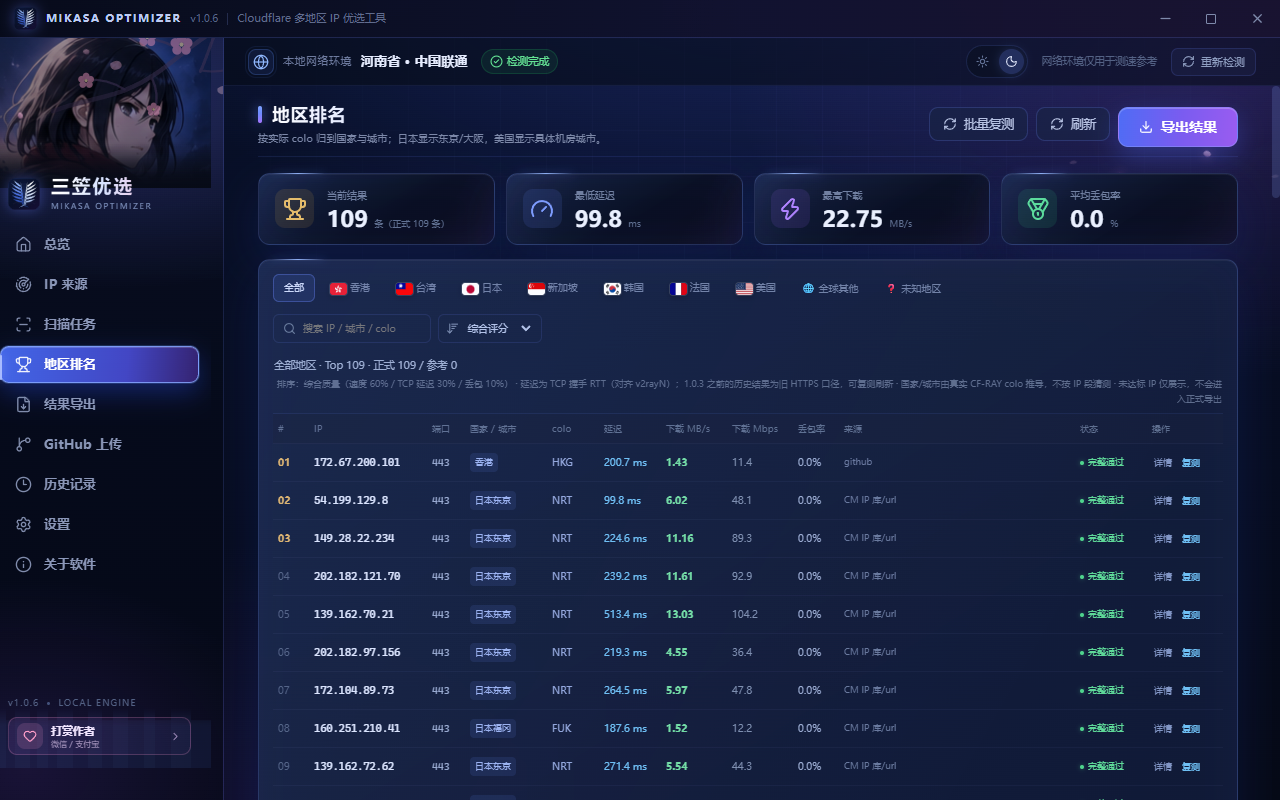 MIKASA OPTIMIZER v1.0.6 | Cloudflare 多地区 IP 优选工具
本地网络环境 河南省 • 中国联通 检测完成
网络环境仅用于测速参考 重新检测
三笠优选
MIKASA OPTIMIZER
总览
IP 来源
扫描任务
地区排名
结果导出
GitHub 上传
历史记录
设置
关于软件
v1.0.6 • LOCAL ENGINE
打赏作者
微信 / 支付宝
地区排名
按实际 colo 归到国家与城市；日本显示东京/大阪，美国显示具体机房城市。
批量复测 刷新 导出结果
当前结果
109 条（正式 109 条）
最低延迟
99.8 ms
最高下载
22.75 MB/s
平均丢包率
0.0 %
全部 香港 台湾 日本 新加坡 韩国 法国 美国 全球其他 未知地区
搜索 IP / 城市 / colo 综合评分
全部地区 · Top 109 · 正式 109 / 参考 0
排序：综合质量（速度 60% / TCP 延迟 30% / 丢包 10%） · 延迟为 TCP 握手 RTT（对齐 v2rayN）；1.0.3 之前的历史结果为旧 HTTPS 口径，可复测刷新 · 国家/城市由真实 CF-RAY colo 推导，不按 IP 段猜测 · 未达标 IP 仅展示，不会进
入正式导出
# IP 端口 国家 / 城市 colo 延迟 下载 MB/s 下载 Mbps 丢包率 来源 状态 操作
01 172.67.200.101 443 香港 HKG 200.7 ms 1.43 11.4 0.0% github 完整通过 详情 复测
02 54.199.129.8 443 日本东京 NRT 99.8 ms 6.02 48.1 0.0% CM IP 库/url 完整通过 详情 复测
03 149.28.22.234 443 日本东京 NRT 224.6 ms 11.16 89.3 0.0% CM IP 库/url 完整通过 详情 复测
04 202.182.121.70 443 日本东京 NRT 239.2 ms 11.61 92.9 0.0% CM IP 库/url 完整通过 详情 复测
05 139.162.70.21 443 日本东京 NRT 513.4 ms 13.03 104.2 0.0% CM IP 库/url 完整通过 详情 复测
06 202.182.97.156 443 日本东京 NRT 219.3 ms 4.55 36.4 0.0% CM IP 库/url 完整通过 详情 复测
07 172.104.89.73 443 日本东京 NRT 264.5 ms 5.97 47.8 0.0% CM IP 库/url 完整通过 详情 复测
08 160.251.210.41 443 日本福冈 FUK 187.6 ms 1.52 12.2 0.0% CM IP 库/url 完整通过 详情 复测
09 139.162.72.62 443 日本东京 NRT 271.4 ms 5.54 44.3 0.0% CM IP 库/url 完整通过 详情 复测